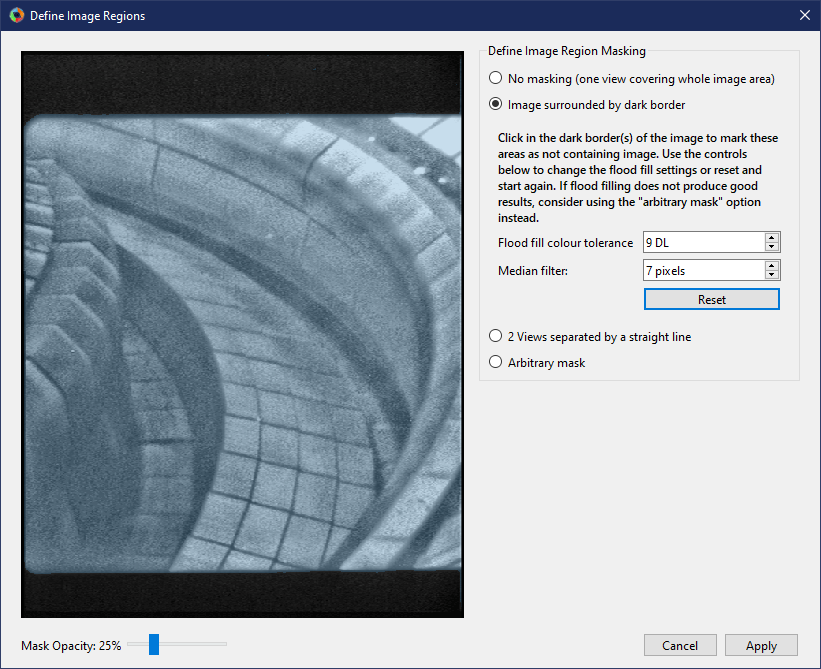 Define Image Regions
Define Image Region Masking
No masking (one view covering whole image area)
Image surrounded by dark border
Click in the dark border(s) of the image to mark these
areas as not containing image. Use the controls
below to change the flood fill settings or reset and
start again. If flood filling does not produce good
results, consider using the "arbitrary mask" option
instead.
Flood fill colour tolerance 9 DL
Median filter: 7 pixels
Reset
2 Views separated by a straight line
Arbitrary mask
Mask Opacity: 25%
Cancel Apply